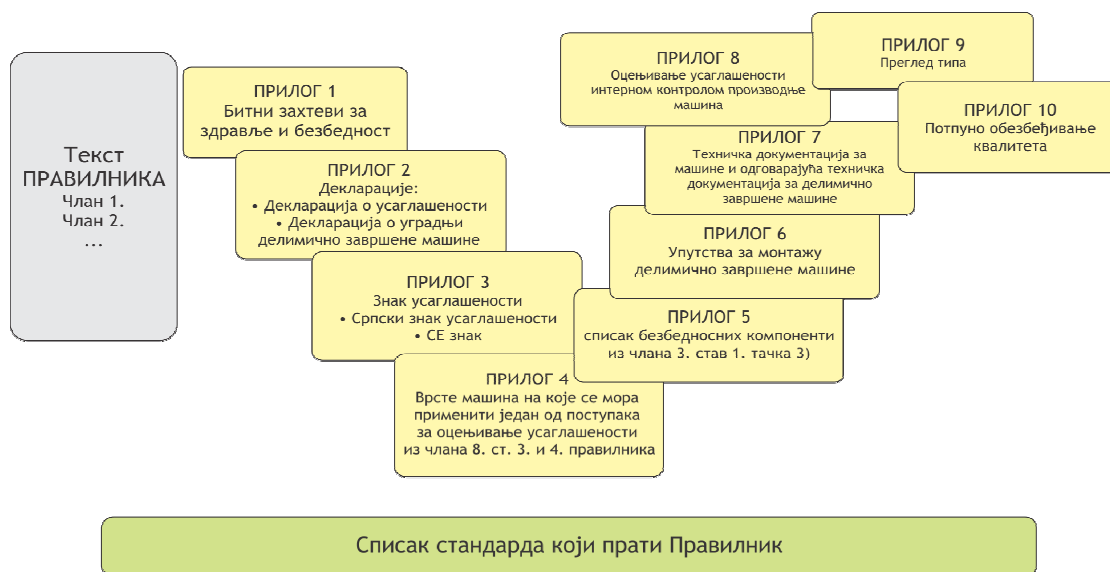 Текст
ПРАВИЛНИКА
Члан 1.
Члан 2.
...
ПРИЛОГ 1
Битни захтеви за
здравље и безбедност
ПРИЛОГ 2
Декларације:
• Декларација о усаглашености
• Декларација о уградњи
делимично завршене машине
ПРИЛОГ 3
Знак усаглашености
• Српски знак усаглашености
• СЕ знак
ПРИЛОГ 4
Врсте машина на које се мора
применити један од поступака
за оцењивање усаглашености
из члана 8. ст. 3. и 4. правилника
ПРИЛОГ 5
списак безбедносних компоненти
из члана 3. став 1. тачка 3)
ПРИЛОГ 6
Упутства за монтажу
делимично завршене машине
ПРИЛОГ 7
Техничка документација за
машине и одговарајућа техничка
документација за делимично
завршене машине
ПРИЛОГ 8
Оцењивање усаглашености
интерном контролом производње
машина
ПРИЛОГ 9
Преглед типа
ПРИЛОГ 10
Потпуно обезбеђивање
квалитета
Списак стандарда који прати Правилник